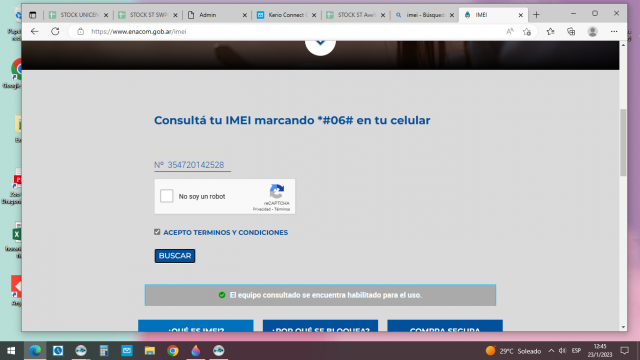 STOCK UNICEN
STOCK ST SWP
Admin
Kerio Connect
STOCK ST Avell
imei - Búsqued
IMEI
https://www.enacom.gob.ar/imei
Consultá tu IMEI marcando *#06# en tu celular
Nº 354720142528
No soy un robot
reCAPTCHA
Privacidad - Términos
ACEPTO TERMINOS Y CONDICIONES
BUSCAR
El equipo consultado se encuentra habilitado para el uso.
¿QUÉ ES IMEI?
¿POR QUÉ SE BLOQUEA?
COMPRA SEGURA
29°C Soleado
ESP
12:45
23/1/2023